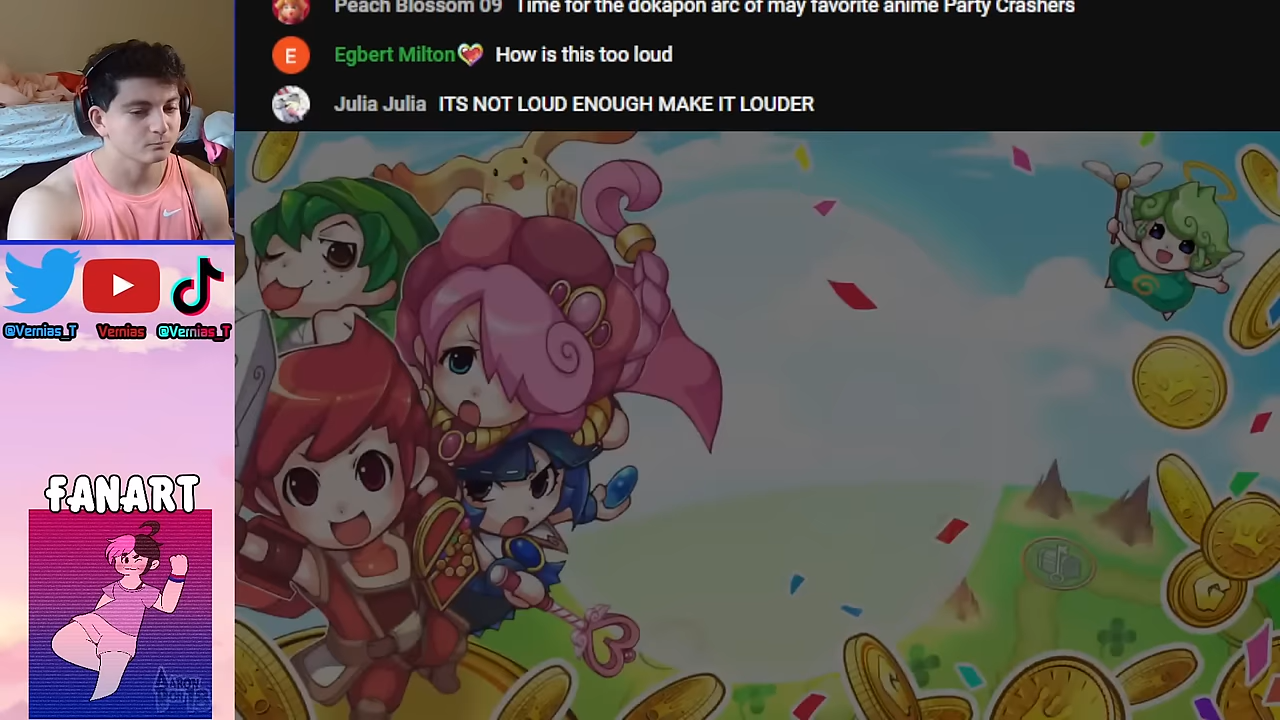 Peach Blossom 09 Time for the dokapon arc of may favorite anime Party Crashers
E
Egbert Milton How is this too loud
Julia Julia ITS NOT LOUD ENOUGH MAKE IT LOUDER
@Vernias_T Vernias @Vernias_T
FANART